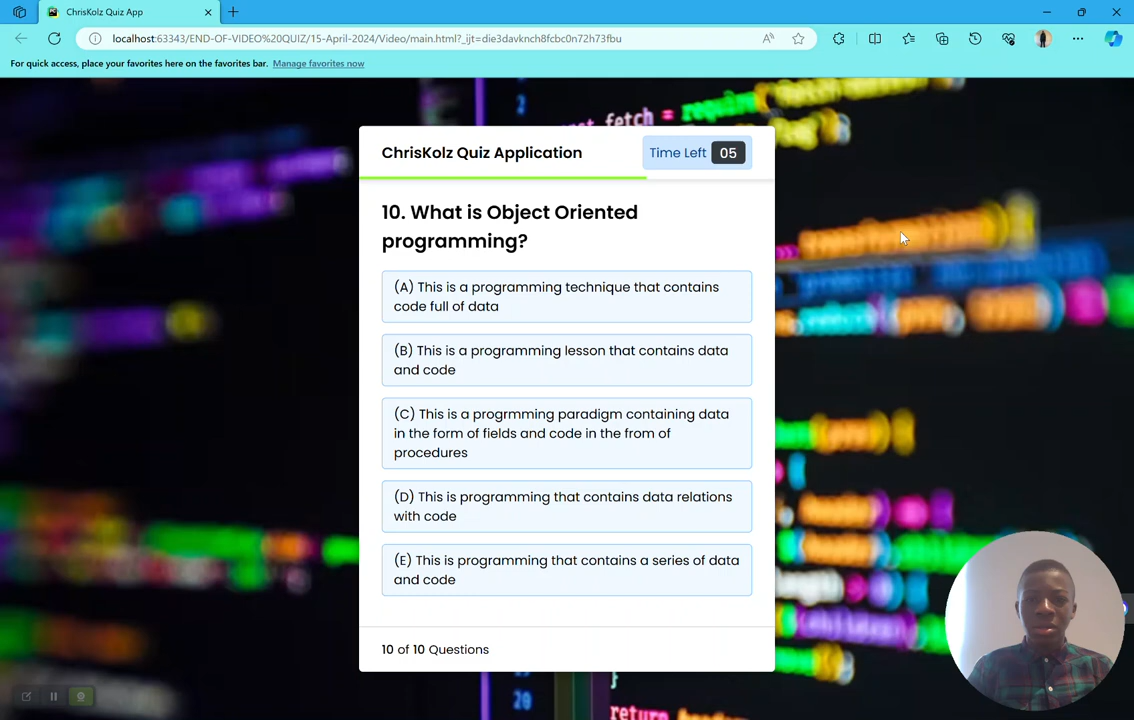 ChrisKolz Quiz App
localhost:63343/END-OF-VIDEO%20QUIZ/15-April-2024/Video/main.html?_ijt=die3davknch8fcbc0n72h73fbu
For quick access, place your favorites here on the favorites bar. Manage favorites now
2
fetch = requir
ChrisKolz Quiz Application
Time Left 05
10. What is Object Oriented
programming?
(A) This is a programming technique that contains
code full of data
(B) This is a programming lesson that contains data
and code
(C) This is a progrmming paradigm containing data
in the form of fields and code in the from of
procedures
(D) This is programming that contains data relations
with code
(E) This is programming that contains a series of data
and code
10 of 10 Questions
}
20